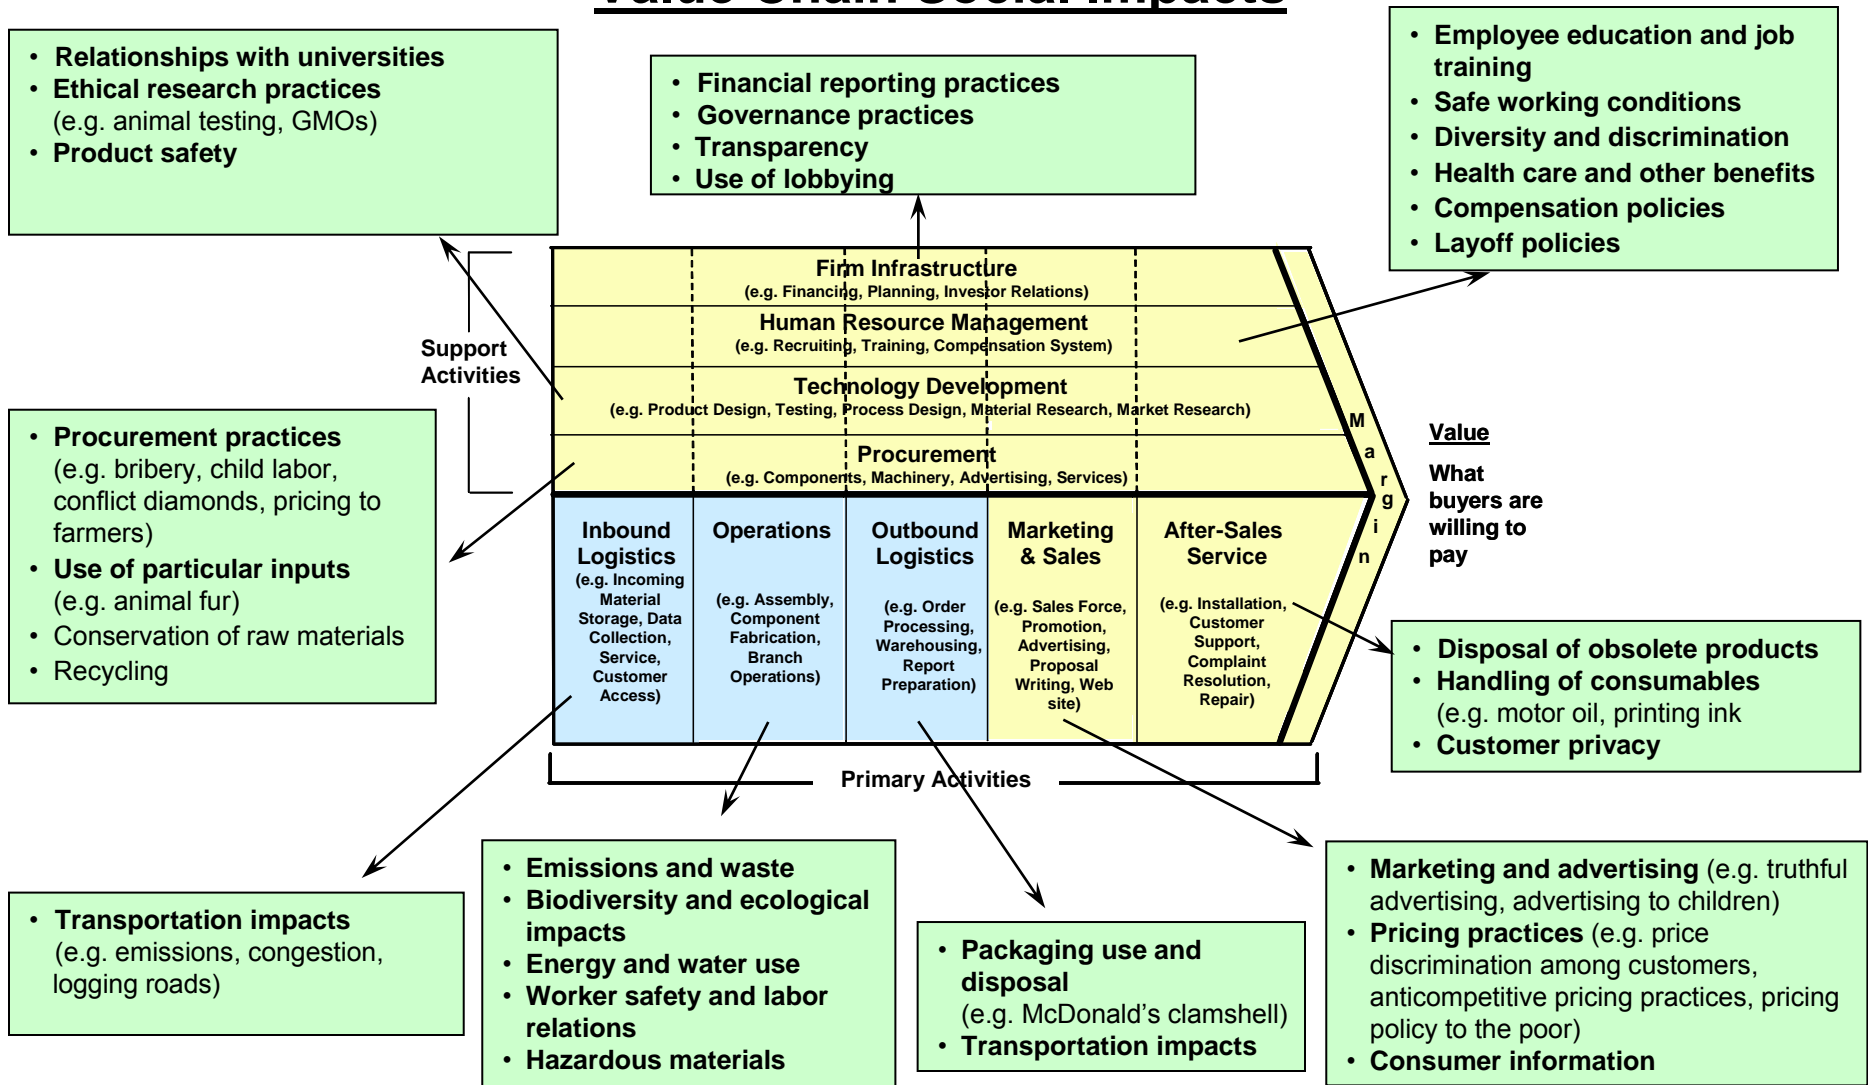 Value Chain Social Impacts
• Relationships with universities
• Ethical research practices
(e.g. animal testing, GMOs)
• Product safety
• Financial reporting practices
• Governance practices
• Transparency
• Use of lobbying
• Employee education and job
training
• Safe working conditions
• Diversity and discrimination
• Health care and other benefits
• Compensation policies
• Layoff policies
Support
Activities
Firm Infrastructure
(e.g. Financing, Planning, Investor Relations)
Human Resource Management
(e.g. Recruiting, Training, Compensation System)
Technology Development
(e.g. Product Design, Testing, Process Design, Material Research, Market Research)
Procurement
(e.g. Components, Machinery, Advertising, Services)
Margin
Value
What
buyers are
willing to
pay
• Procurement practices
(e.g. bribery, child labor,
conflict diamonds, pricing to
farmers)
• Use of particular inputs
(e.g. animal fur)
• Conservation of raw materials
• Recycling
Inbound
Logistics
(e.g. Incoming
Material
Storage, Data
Collection,
Service,
Customer
Access)
Operations
(e.g. Assembly,
Component
Fabrication,
Branch
Operations)
Outbound
Logistics
(e.g. Order
Processing,
Warehousing,
Report
Preparation)
Marketing
& Sales
(e.g. Sales Force,
Promotion,
Advertising,
Proposal
Writing, Web
site)
After-Sales
Service
(e.g. Installation,
Customer
Support,
Complaint
Resolution,
Repair)
Primary Activities
• Disposal of obsolete products
• Handling of consumables
(e.g. motor oil, printing ink
• Customer privacy
• Transportation impacts
(e.g. emissions, congestion,
logging roads)
• Emissions and waste
• Biodiversity and ecological
impacts
• Energy and water use
• Worker safety and labor
relations
• Hazardous materials
• Packaging use and
disposal
(e.g. McDonald's clamshell)
• Transportation impacts
• Marketing and advertising (e.g. truthful
advertising, advertising to children)
• Pricing practices (e.g. price
discrimination among customers,
anticompetitive pricing practices, pricing
policy to the poor)
• Consumer information